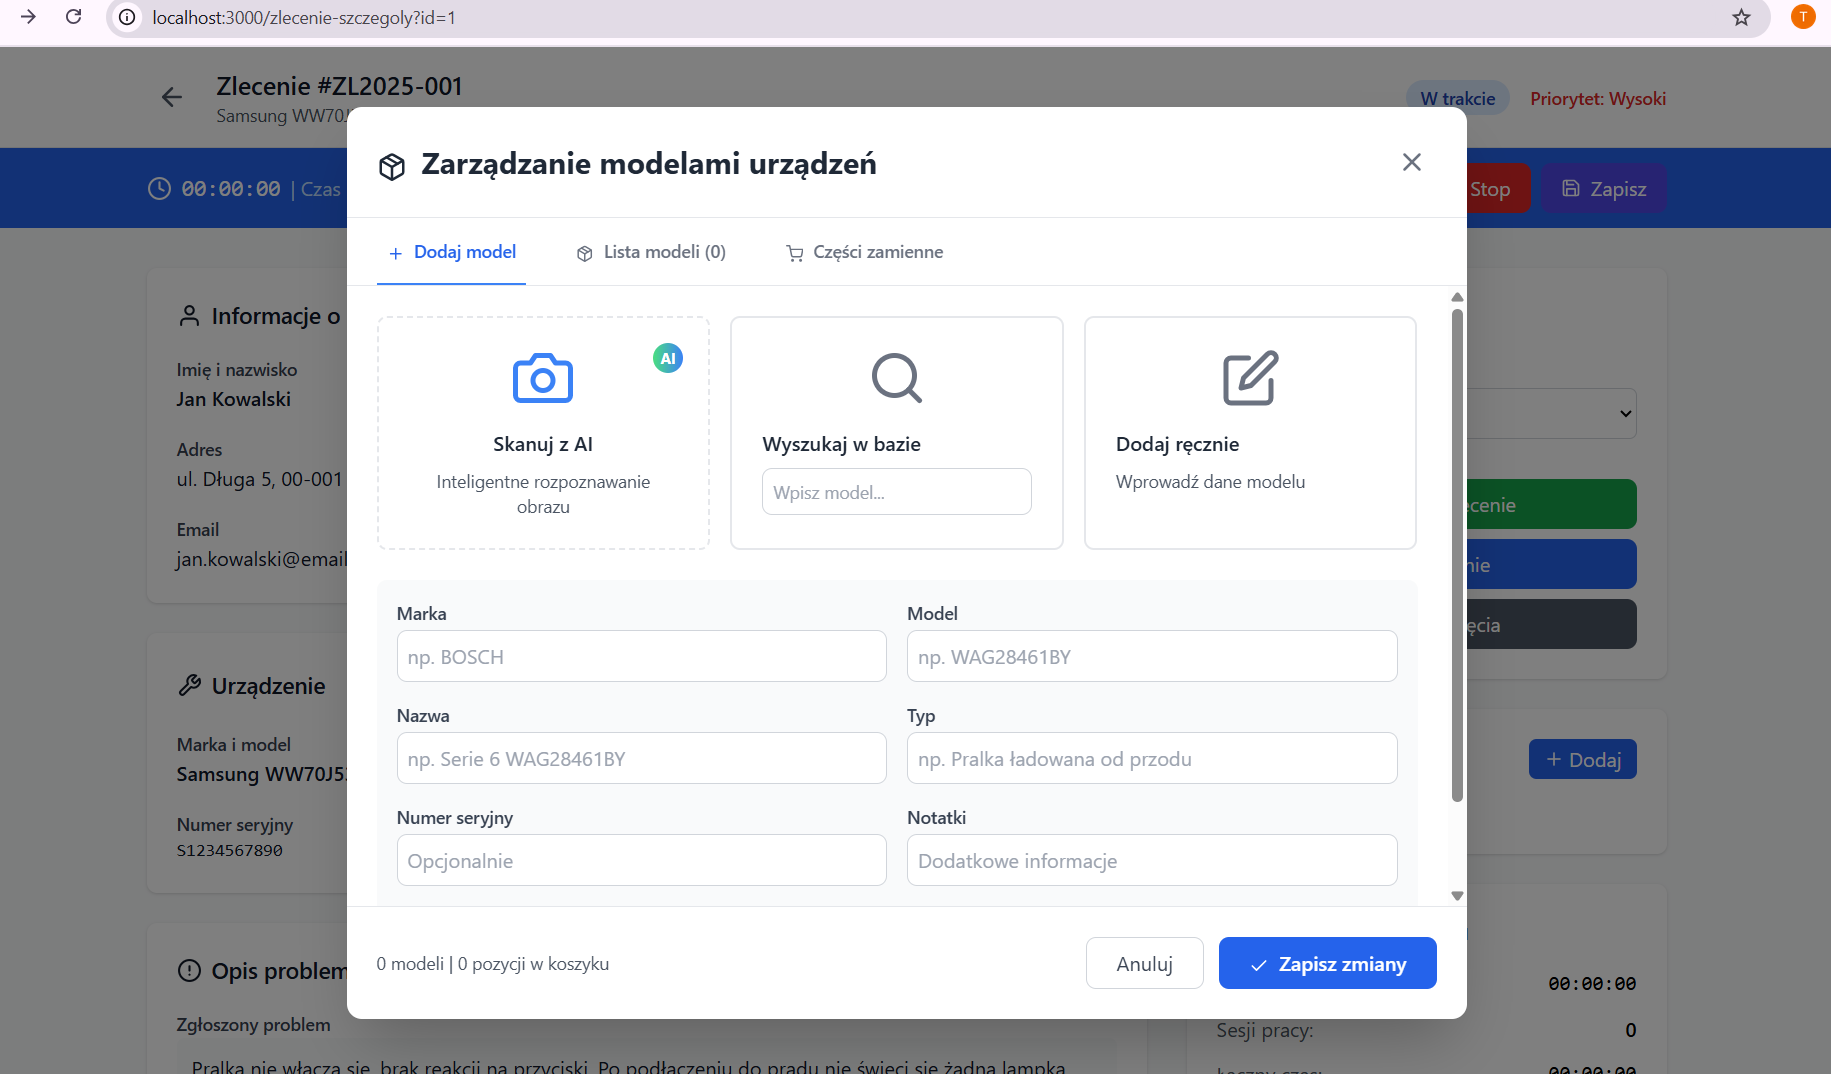 localhost:3000/zlecenie-szczegoly?id=1
T
Zlecenie #ZL2025-001
Samsung WW70J
W trakcie
Priorytet: Wysoki
00:00:00 | Czas
Stop
Zapisz
Zarządzanie modelami urządzeń
Dodaj model
Lista modeli (0)
Części zamienne
AI
Skanuj z AI
Inteligentne rozpoznawanie
obrazu
Wyszukaj w bazie
Wpisz model...
Dodaj ręcznie
Wprowadź dane modelu
Marka
np. BOSCH
Model
np. WAG28461BY
Nazwa
np. Serie 6 WAG28461BY
Typ
np. Pralka ładowana od przodu
Numer seryjny
Opcjonalnie
Notatki
Dodatkowe informacje
0 modeli | 0 pozycji w koszyku
Anuluj
Zapisz zmiany
Informacje o
Imię i nazwisko
Jan Kowalski
Adres
ul. Długa 5, 00-001
Email
jan.kowalski@email
Urządzenie
Marka i model
Samsung WW70J5
Numer seryjny
S1234567890
Opis problem
Zgłoszony problem
Pralka nie włącza się, brak reakcji na przyciski. Po podłączeniu do prądu nie świeci się żadna lampka
ecenie
nie
ęcia
Dodaj
00:00:00
Sesji pracy:
0
Łączny czas:
00:00:00